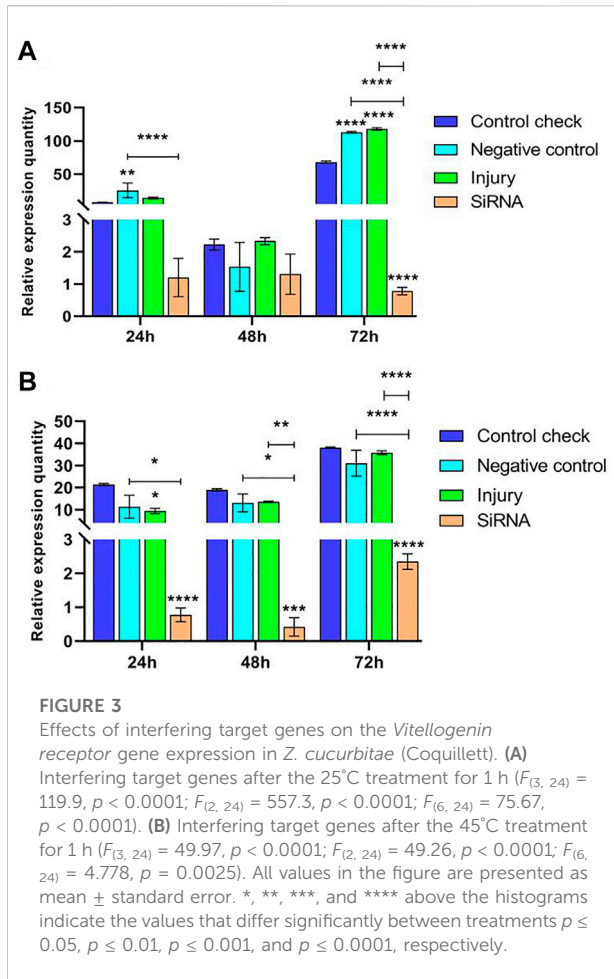 A
Relative expression quantity
150
100
50
3
2
1
0
**
****
****
****
****
****
****
24h
48h
72h
Control check
Negative control
Injury
SiRNA
B
Relative expression quantity
50
40
30
20
10
3
2
1
0
*
*
****
**
*
***
****
****
****
24h
48h
72h
Control check
Negative control
Injury
SiRNA
FIGURE 3
Effects of interfering target genes on the Vitellogenin
receptor gene expression in Z. cucurbitae (Coquillett). (A)
Interfering target genes after the 25°C treatment for 1 h (F(3, 24) =
119.9, p < 0.0001; F(2, 24) = 557.3, p < 0.0001; F(6, 24) = 75.67,
p < 0.0001). (B) Interfering target genes after the 45°C treatment
for 1 h (F(3, 24) = 49.97, p < 0.0001; F(2, 24) = 49.26, p < 0.0001; F(6,
24) = 4.778, p = 0.0025). All values in the figure are presented as
mean ± standard error. *, **, ***, and **** above the histograms
indicate the values that differ significantly between treatments p ≤
0.05, p ≤ 0.01, p ≤ 0.001, and p ≤ 0.0001, respectively.